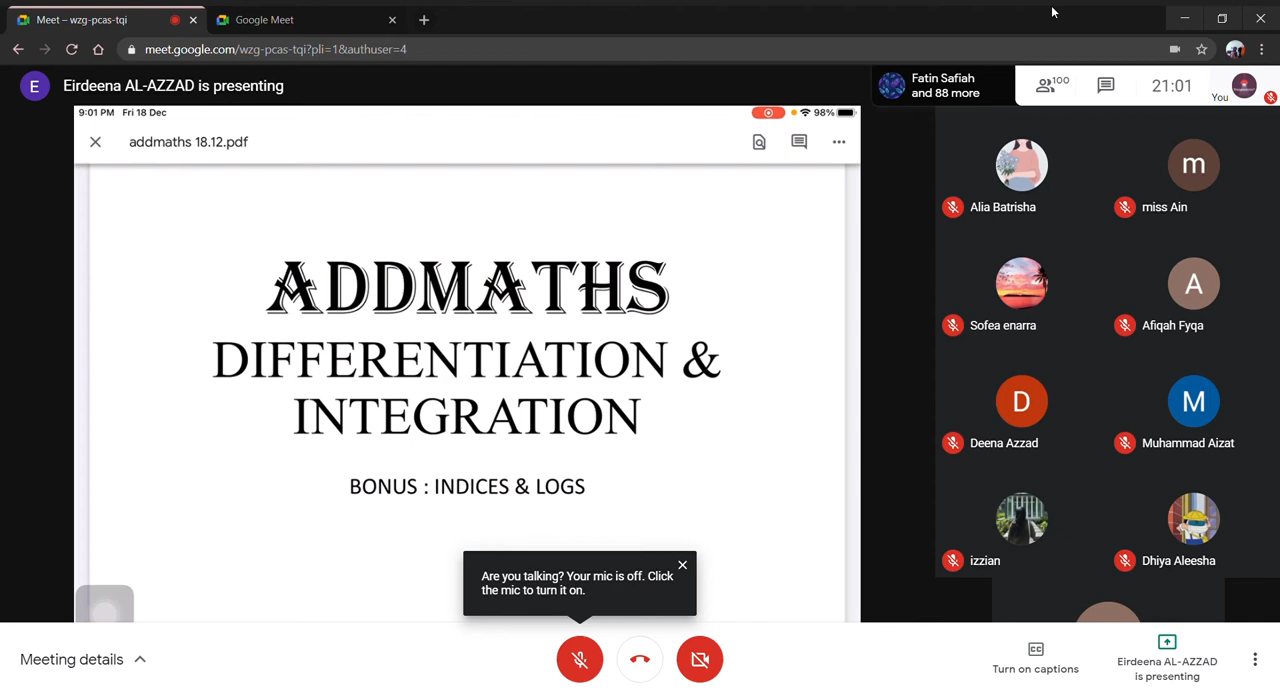 Meet – wzg-pcas-tqi
Google Meet
meet.google.com/wzg-pcas-tqi?pli=1&authuser=4
E
Eirdeena AL-AZZAD is presenting
Fatin Safiah
and 88 more
100
21:01
You
9:01 PM Fri 18 Dec
98%
addmaths 18.12.pdf
ADDMATHS
DIFFERENTIATION &
INTEGRATION
BONUS : INDICES & LOGS
Alia Batrisha
m
miss Ain
Sofea enarra
A
Afiqah Fyqa
D
Deena Azzad
M
Muhammad Aizat
izzian
Dhiya Aleesha
Are you talking? Your mic is off. Click
the mic to turn it on.
Meeting details
CC
Turn on captions
Eirdeena AL-AZZAD
is presenting